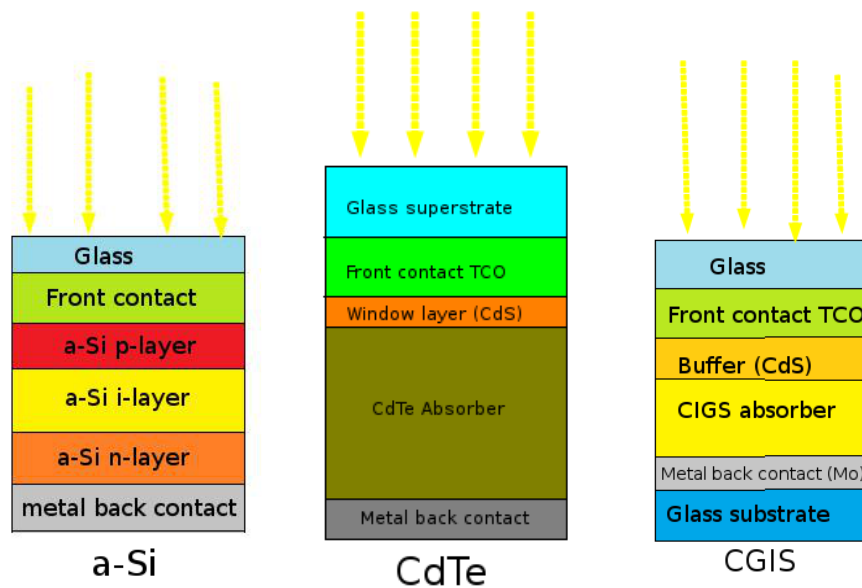 Glass
Front contact
a-Si p-layer
a-Si i-layer
a-Si n-layer
metal back contact
a-Si
Glass superstrate
Front contact TCO
Window layer (CdS)
CdTe Absorber
Metal back contact
CdTe
Glass
Front contact TCO
Buffer (CdS)
CIGS absorber
Metal back contact (Mo)
Glass substrate
CGIS